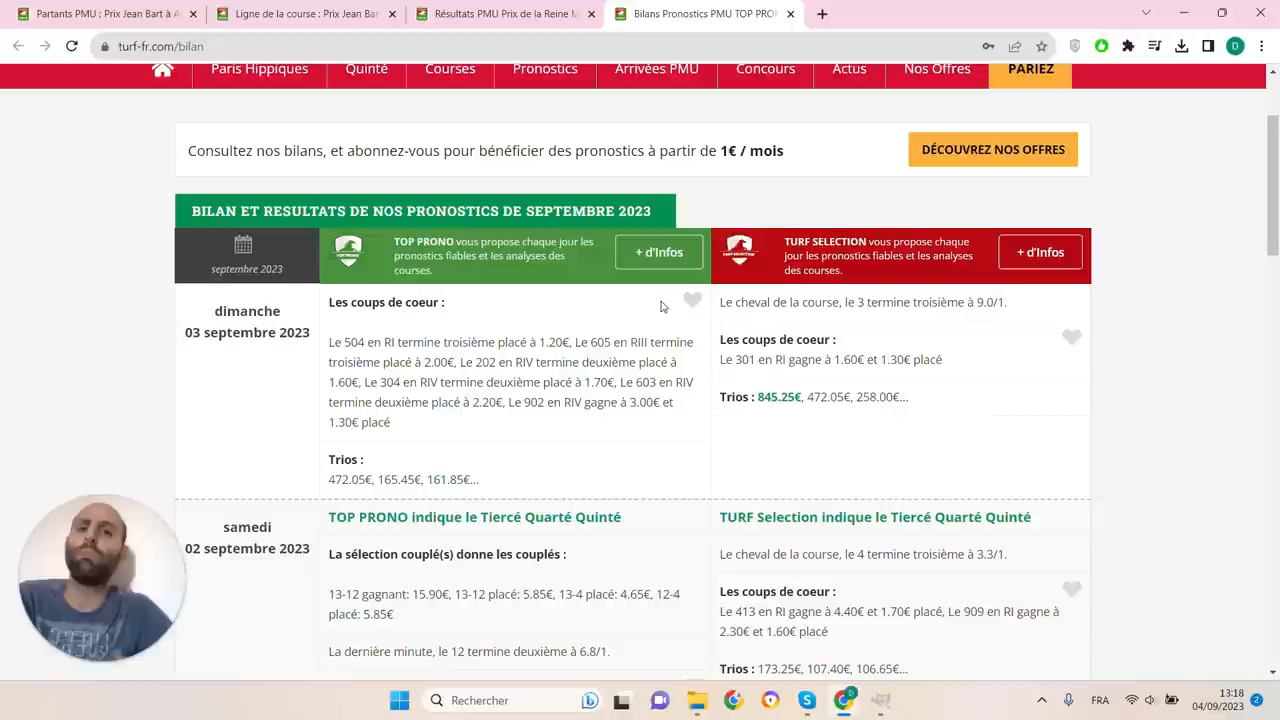 Partants PMU : Prix Jean Bart à A
Ligne de la course : Prix Jean Bar
Résultats PMU Prix de la Reine M
Bilans Pronostics PMU TOP PRON
turf-fr.com/bilan
D
Paris Hippiques
Quinté
Courses
Pronostics
Arrivées PMU
Concours
Actus
Nos Offres
PARIEZ
Consultez nos bilans, et abonnez-vous pour bénéficier des pronostics à partir de 1€ / mois
DÉCOUVREZ NOS OFFRES
BILAN ET RESULTATS DE NOS PRONOSTICS DE SEPTEMBRE 2023
septembre 2023
TOP PRONO vous propose chaque jour les
pronostics fiables et les analyses des
courses.
+ d'Infos
TURF SELECTION vous propose chaque
jour les pronostics fiables et les analyses
des courses.
+ d'Infos
dimanche
03 septembre 2023
Les coups de coeur :
Le 504 en RI termine troisième placé à 1.20€, Le 605 en RIII termine
troisième placé à 2.00€, Le 202 en RIV termine deuxième placé à
1.60€, Le 304 en RIV termine deuxième placé à 1.70€, Le 603 en RIV
termine deuxième placé à 2.20€, Le 902 en RIV gagne à 3.00€ et
1.30€ placé
Trios :
472.05€, 165.45€, 161.85€...
Le cheval de la course, le 3 termine troisième à 9.0/1.
Les coups de coeur :
Le 301 en RI gagne à 1.60€ et 1.30€ placé
Trios : 845.25€, 472.05€, 258.00€...
samedi
02 septembre 2023
TOP PRONO indique le Tiercé Quarté Quinté
La sélection couplé(s) donne les couplés :
13-12 gagnant: 15.90€, 13-12 placé: 5.85€, 13-4 placé: 4.65€, 12-4
placé: 5.85€
La dernière minute, le 12 termine deuxième à 6.8/1.
TURF Selection indique le Tiercé Quarté Quinté
Le cheval de la course, le 4 termine troisième à 3.3/1.
Les coups de coeur :
Le 413 en RI gagne à 4.40€ et 1.70€ placé, Le 909 en RI gagne à
2.30€ et 1.60€ placé
Trios : 173.25€, 107.40€, 106.65€...
Rechercher
FRA
13:18
04/09/2023
2